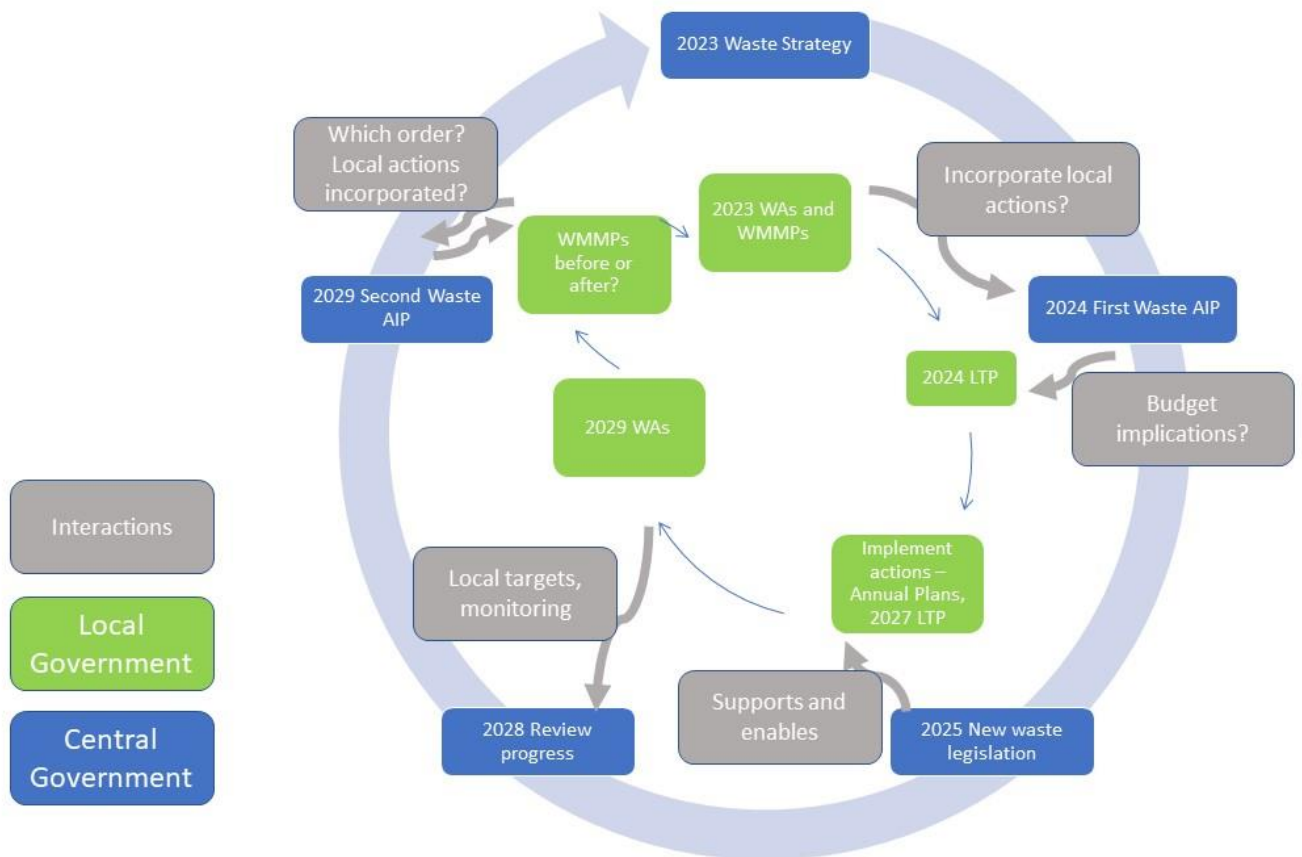 2023 Waste Strategy
Which order?
Local actions
incorporated?
2023 WAs and
WMMPs
Incorporate local
actions?
WMMPs
before or
after?
2029 Second Waste
AIP
2024 First Waste AIP
2024 LTP
Budget
implications?
2029 WAs
Interactions
Local targets,
monitoring
Implement
actions –
Annual Plans,
2027 LTP
Local
Government
Supports and
enables
2028 Review
progress
2025 New waste
legislation
Central
Government